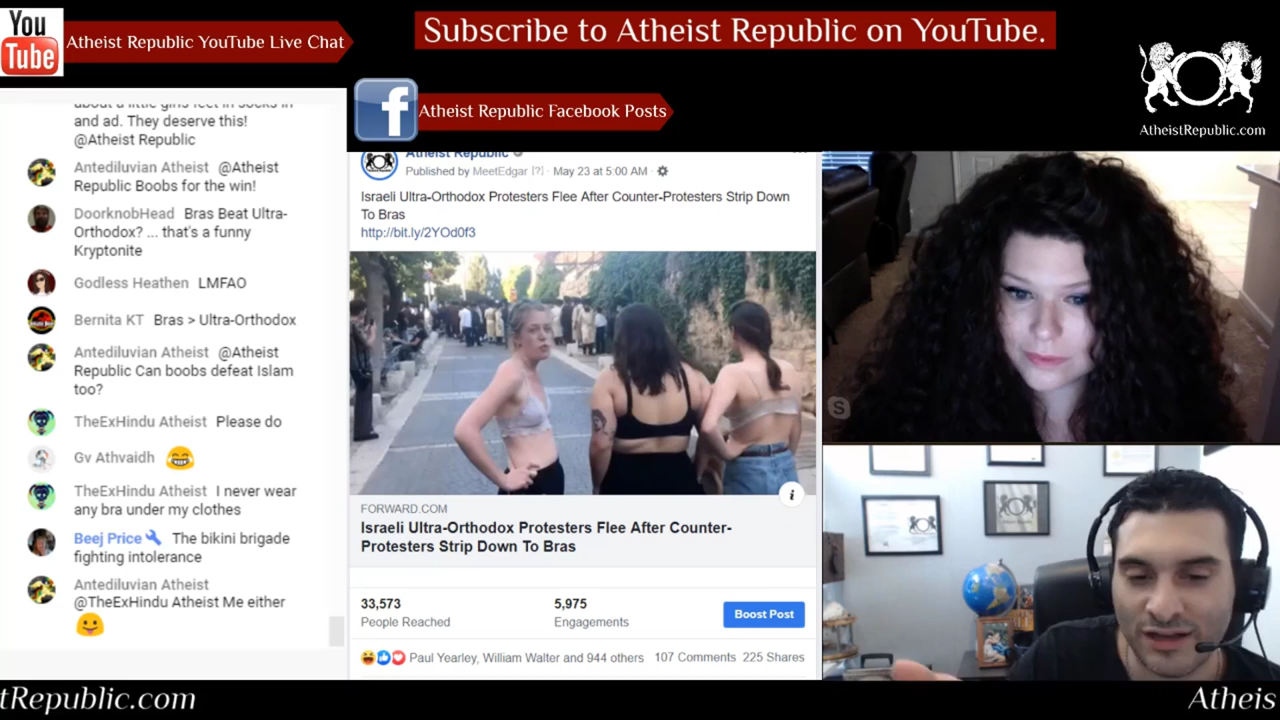 You
Tube
Atheist Republic YouTube Live Chat
Subscribe to Atheist Republic on YouTube.
AtheistRepublic.com
Atheist Republic Facebook Posts
about a little girls feet in socks in
and ad. They deserve this!
@Atheist Republic
Antediluvian Atheist @Atheist
Republic Boobs for the win!
DoorknobHead Bras Beat Ultra-
Orthodox? ... that's a funny
Kryptonite
Godless Heathen LMFAO
Bernita KT Bras > Ultra-Orthodox
Antediluvian Atheist @Atheist
Republic Can boobs defeat Islam
too?
TheExHindu Atheist Please do
Gv Athvaidh 😂
TheExHindu Atheist I never wear
any bra under my clothes
Beej Price The bikini brigade
fighting intolerance
Antediluvian Atheist
@TheExHindu Atheist Me either
😛
Atheist Republic
Published by MeetEdgar [?] · May 23 at 5:00 AM ·
Israeli Ultra-Orthodox Protesters Flee After Counter-Protesters Strip Down
To Bras
http://bit.ly/2YOd0f3
i
FORWARD.COM
Israeli Ultra-Orthodox Protesters Flee After Counter-
Protesters Strip Down To Bras
33,573
People Reached
5,975
Engagements
Boost Post
Paul Yearley, William Walter and 944 others
107 Comments 225 Shares
S
tRepublic.com
Atheis